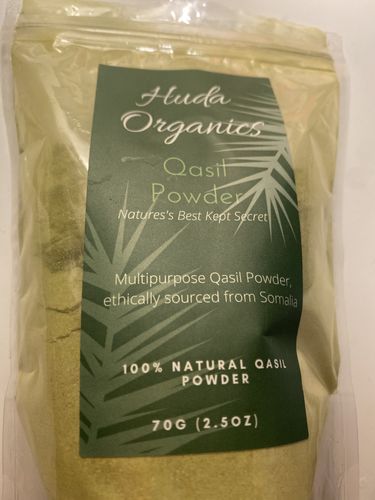 Huda
Organics
Qasil
Powder
Natures's Best Kept Secret
Multipurpose Qasil Powder,
ethically sourced from Somalia
100% NATURAL QASIL
POWDER
70G (2.5OZ)